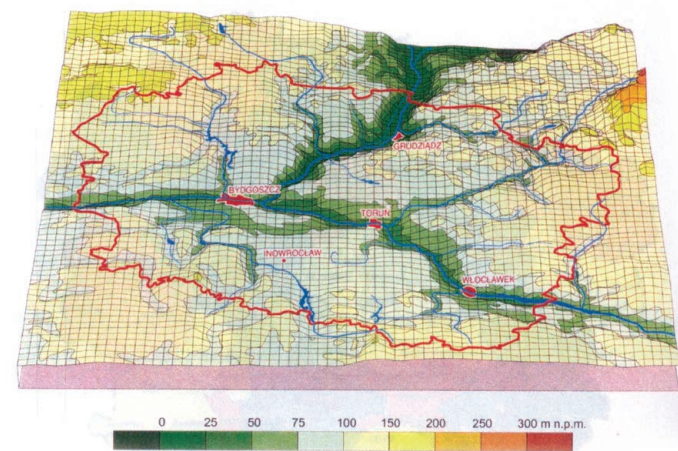 GRUDZIĄDZ
BYDGOSZCZ
TORUŃ
INOWROCŁAW
WŁOCŁAWEK
0 25 50 75 100 150 200 250 300 m n.p.m.